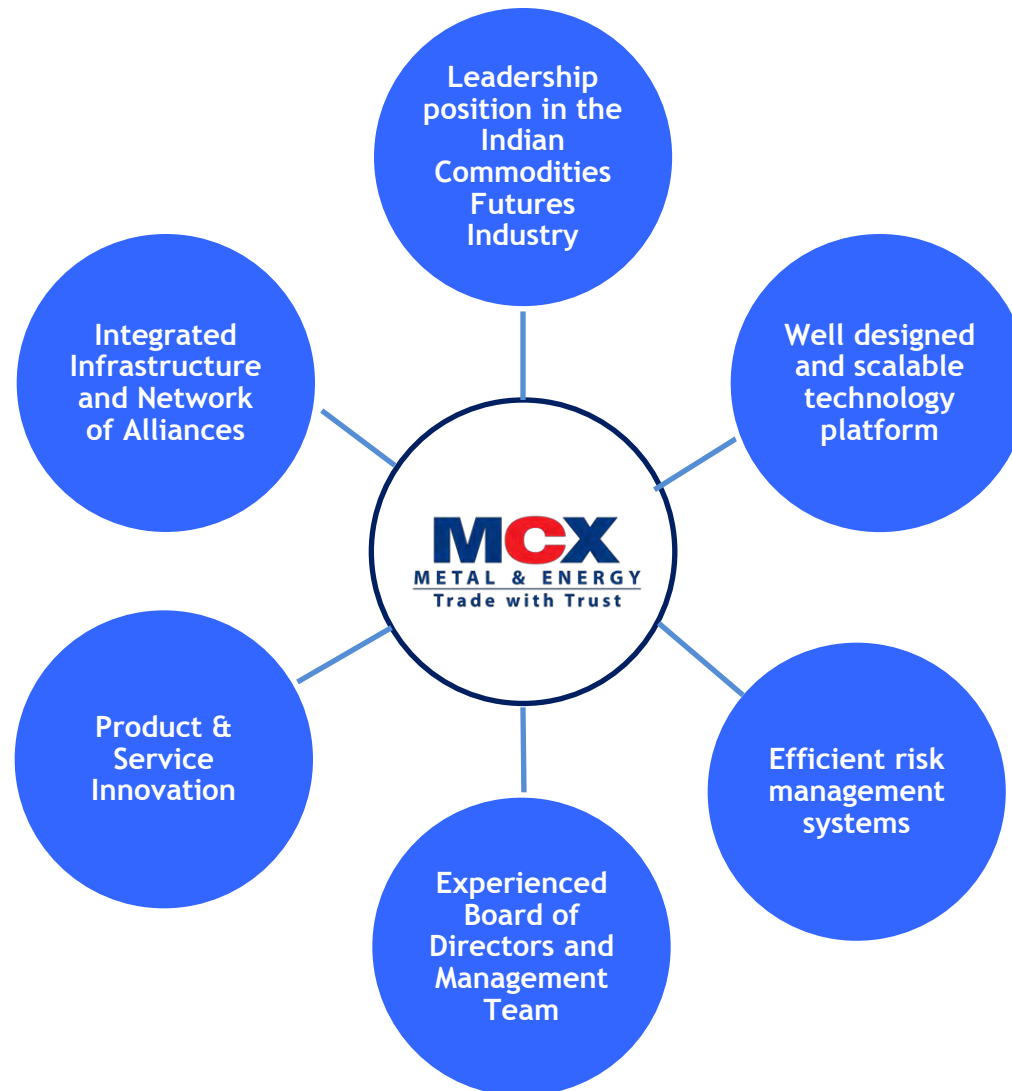 Leadership
position in the
Indian
Commodities
Futures
Industry
Well designed
and scalable
technology
platform
Efficient risk
management
systems
Experienced
Board of
Directors and
Management
Team
Product &
Service
Innovation
Integrated
Infrastructure
and Network
of Alliances
MCX
METAL & ENERGY
Trade with Trust